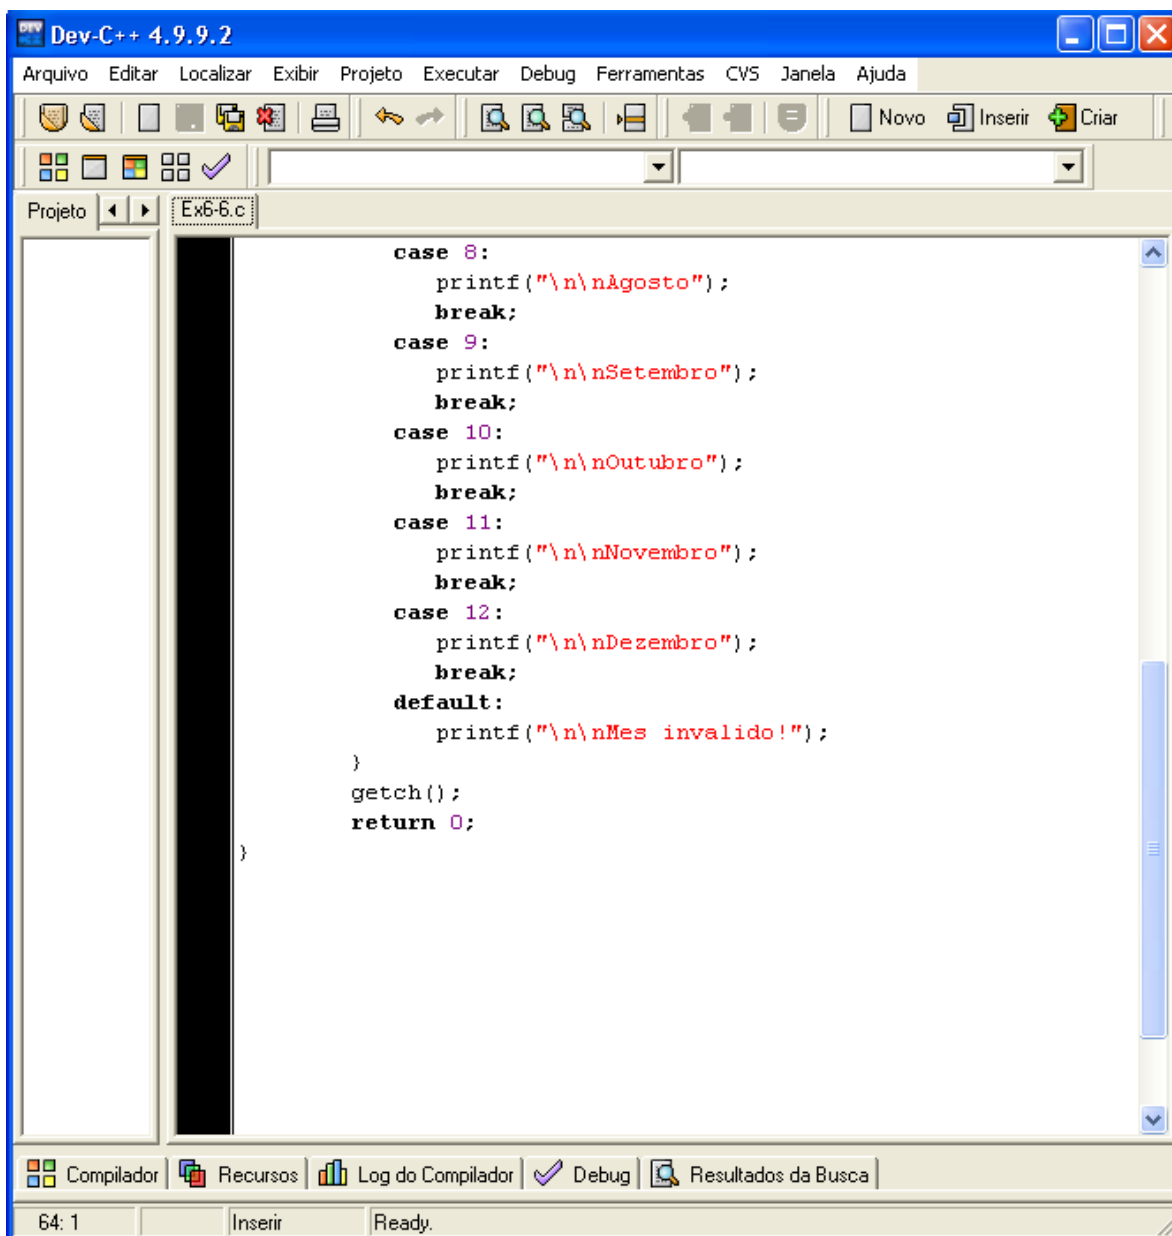 Dev-C++ 4.9.9.2
Arquivo Editar Localizar Exibir Projeto Executar Debug Ferramentas CVS Janela Ajuda
Novo Inserir Criar
Projeto Ex6-6.c
case 8:
printf("\n\nAgosto");
break;
case 9:
printf("\n\nSetembro");
break;
case 10:
printf("\n\nOutubro");
break;
case 11:
printf("\n\nNovembro");
break;
case 12:
printf("\n\nDezembro");
break;
default:
printf("\n\nMes invalido!");
}
getch();
return 0;
}
Compilador Recursos Log do Compilador Debug Resultados da Busca
64: 1 Inserir Ready.